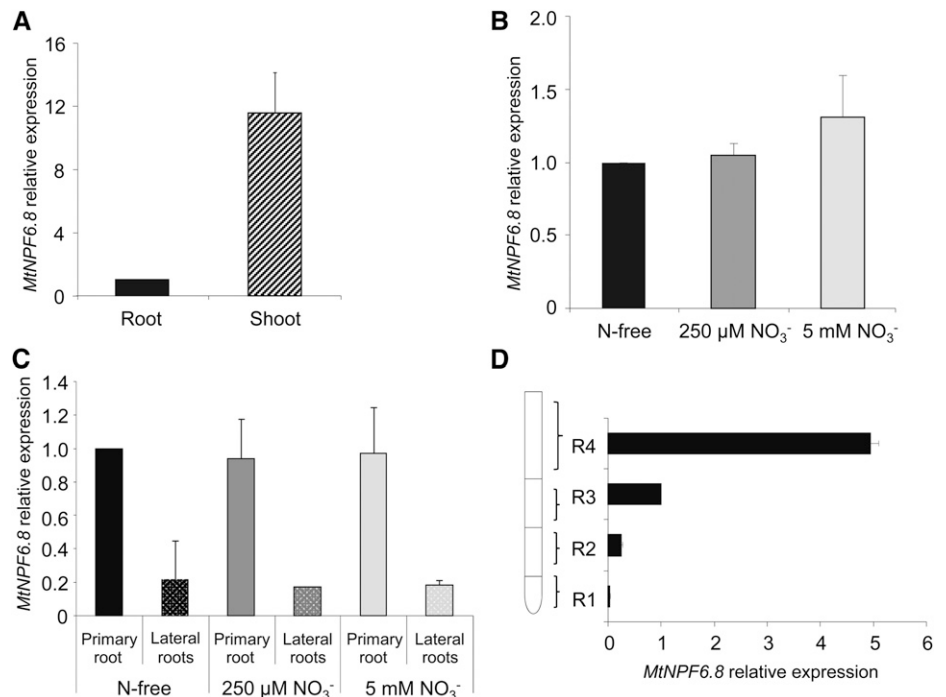 A
MtNPF6.8 relative expression
16
12
8
4
0
Root Shoot
B
MtNPF6.8 relative expression
2.0
1.5
1.0
0.5
0
N-free 250 µM NO₃⁻ 5 mM NO₃⁻
C
MtNPF6.8 relative expression
1.4
1.2
1.0
0.8
0.6
0.4
0.2
0
Primary root Lateral roots Primary root Lateral roots Primary root Lateral roots
N-free 250 µM NO₃⁻ 5 mM NO₃⁻
D
R4
R3
R2
R1
0 1 2 3 4 5 6
MtNPF6.8 relative expression